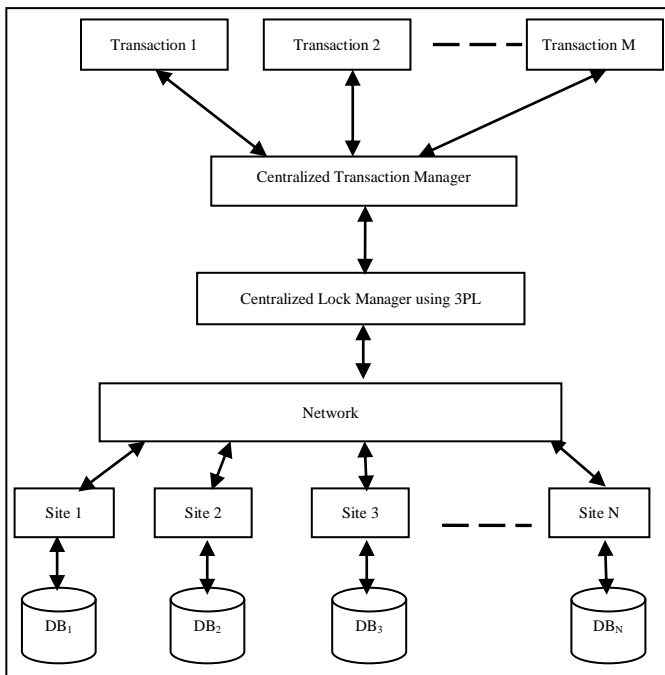 Transaction 1
Transaction 2
Transaction M
Centralized Transaction Manager
Centralized Lock Manager using 3PL
Network
Site 1
Site 2
Site 3
Site N
DB₁
DB₂
DB₃
DB_N